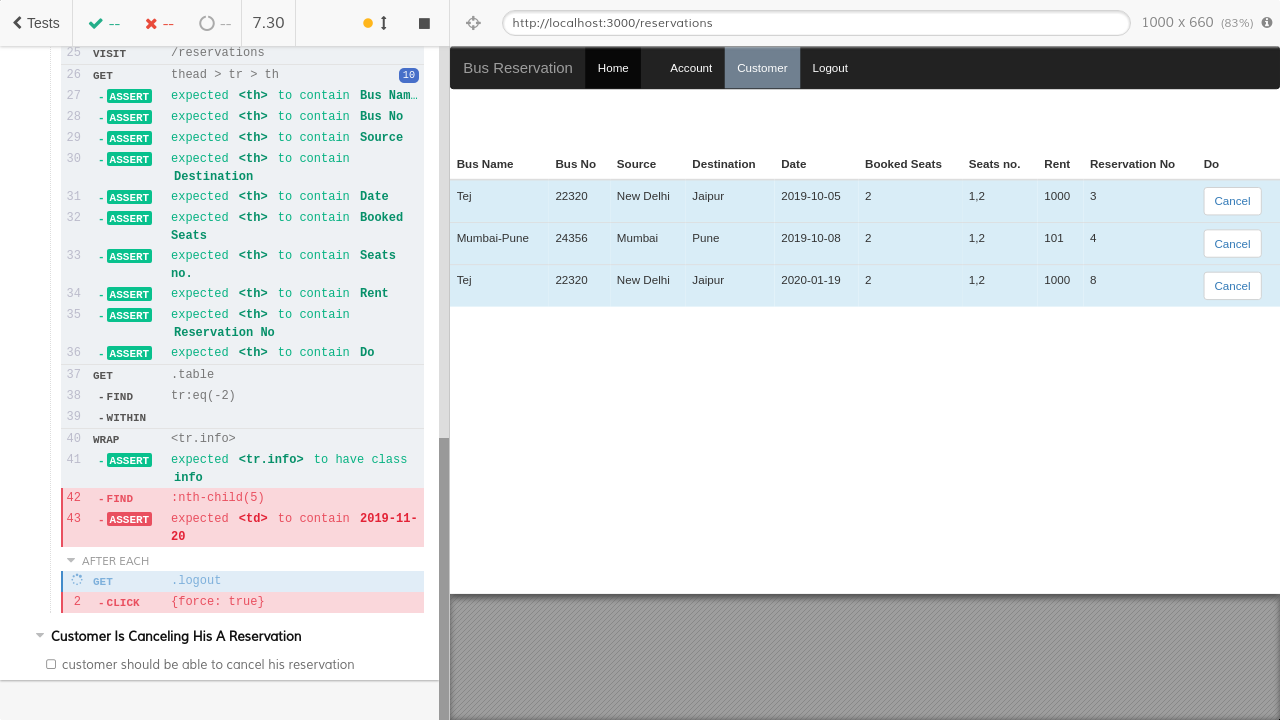 Tests -- -- -- 7.30
http://localhost:3000/reservations 1000 x 660 (83%)
25 VISIT /reservations
26 GET thead > tr > th 10
27 -ASSERT expected <th> to contain Bus Nam…
28 -ASSERT expected <th> to contain Bus No
29 -ASSERT expected <th> to contain Source
30 -ASSERT expected <th> to contain
Destination
31 -ASSERT expected <th> to contain Date
32 -ASSERT expected <th> to contain Booked
Seats
33 -ASSERT expected <th> to contain Seats
no.
34 -ASSERT expected <th> to contain Rent
35 -ASSERT expected <th> to contain
Reservation No
36 -ASSERT expected <th> to contain Do
37 GET .table
38 -FIND tr:eq(-2)
39 -WITHIN
40 WRAP <tr.info>
41 -ASSERT expected <tr.info> to have class
info
42 -FIND :nth-child(5)
43 -ASSERT expected <td> to contain 2019-11-
20
AFTER EACH
GET .logout
2 -CLICK {force: true}
Customer Is Canceling His A Reservation
customer should be able to cancel his reservation
Bus Reservation Home Account Customer Logout
Bus Name Bus No Source Destination Date Booked Seats Seats no. Rent Reservation No Do
Tej 22320 New Delhi Jaipur 2019-10-05 2 1,2 1000 3 Cancel
Mumbai-Pune 24356 Mumbai Pune 2019-10-08 2 1,2 101 4 Cancel
Tej 22320 New Delhi Jaipur 2020-01-19 2 1,2 1000 8 Cancel